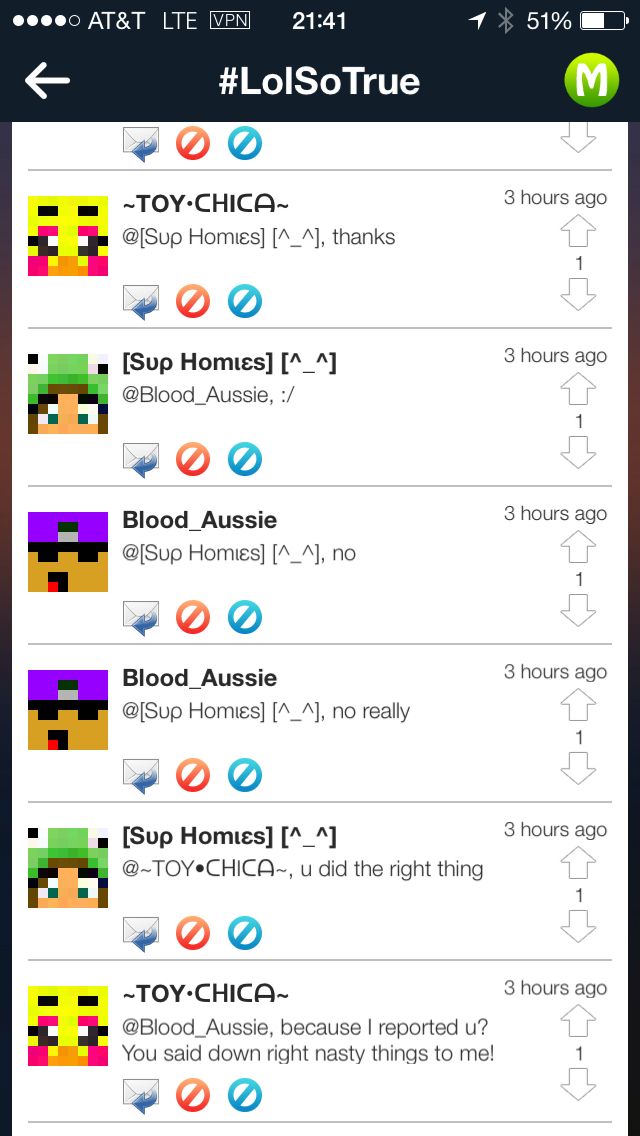 AT&T LTE VPN 21:41 51%
#LolSoTrue
M
~TOY·ᑕᕼIᑕᗩ~
3 hours ago
@[Sυρ Homιεs] [^_^], thanks
1
[Sυρ Homιεs] [^_^]
3 hours ago
@Blood_Aussie, :/
1
Blood_Aussie
3 hours ago
@[Sυρ Homιεs] [^_^], no
1
Blood_Aussie
3 hours ago
@[Sυρ Homιεs] [^_^], no really
1
[Sυρ Homιεs] [^_^]
3 hours ago
@~TOY•ᑕᕼIᑕᗩ~, u did the right thing
1
~TOY·ᑕᕼIᑕᗩ~
3 hours ago
@Blood_Aussie, because I reported u?
You said down right nasty things to me!
1